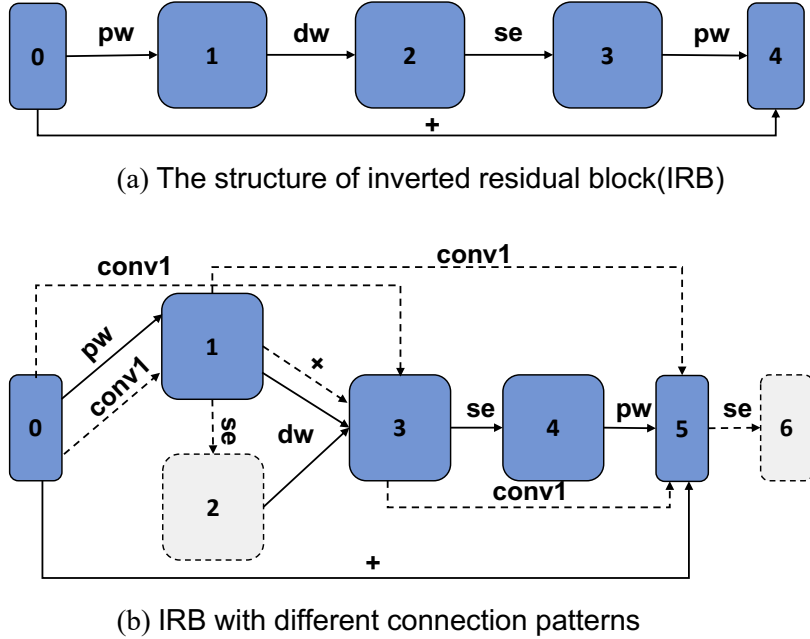 pw dw se pw
0 1 2 3 4
+
(a) The structure of inverted residual block(IRB)
conv1 conv1
pw
1
+
conv1
se
dw
0 3 se 4 pw 5 se 6
2
conv1
+
(b) IRB with different connection patterns